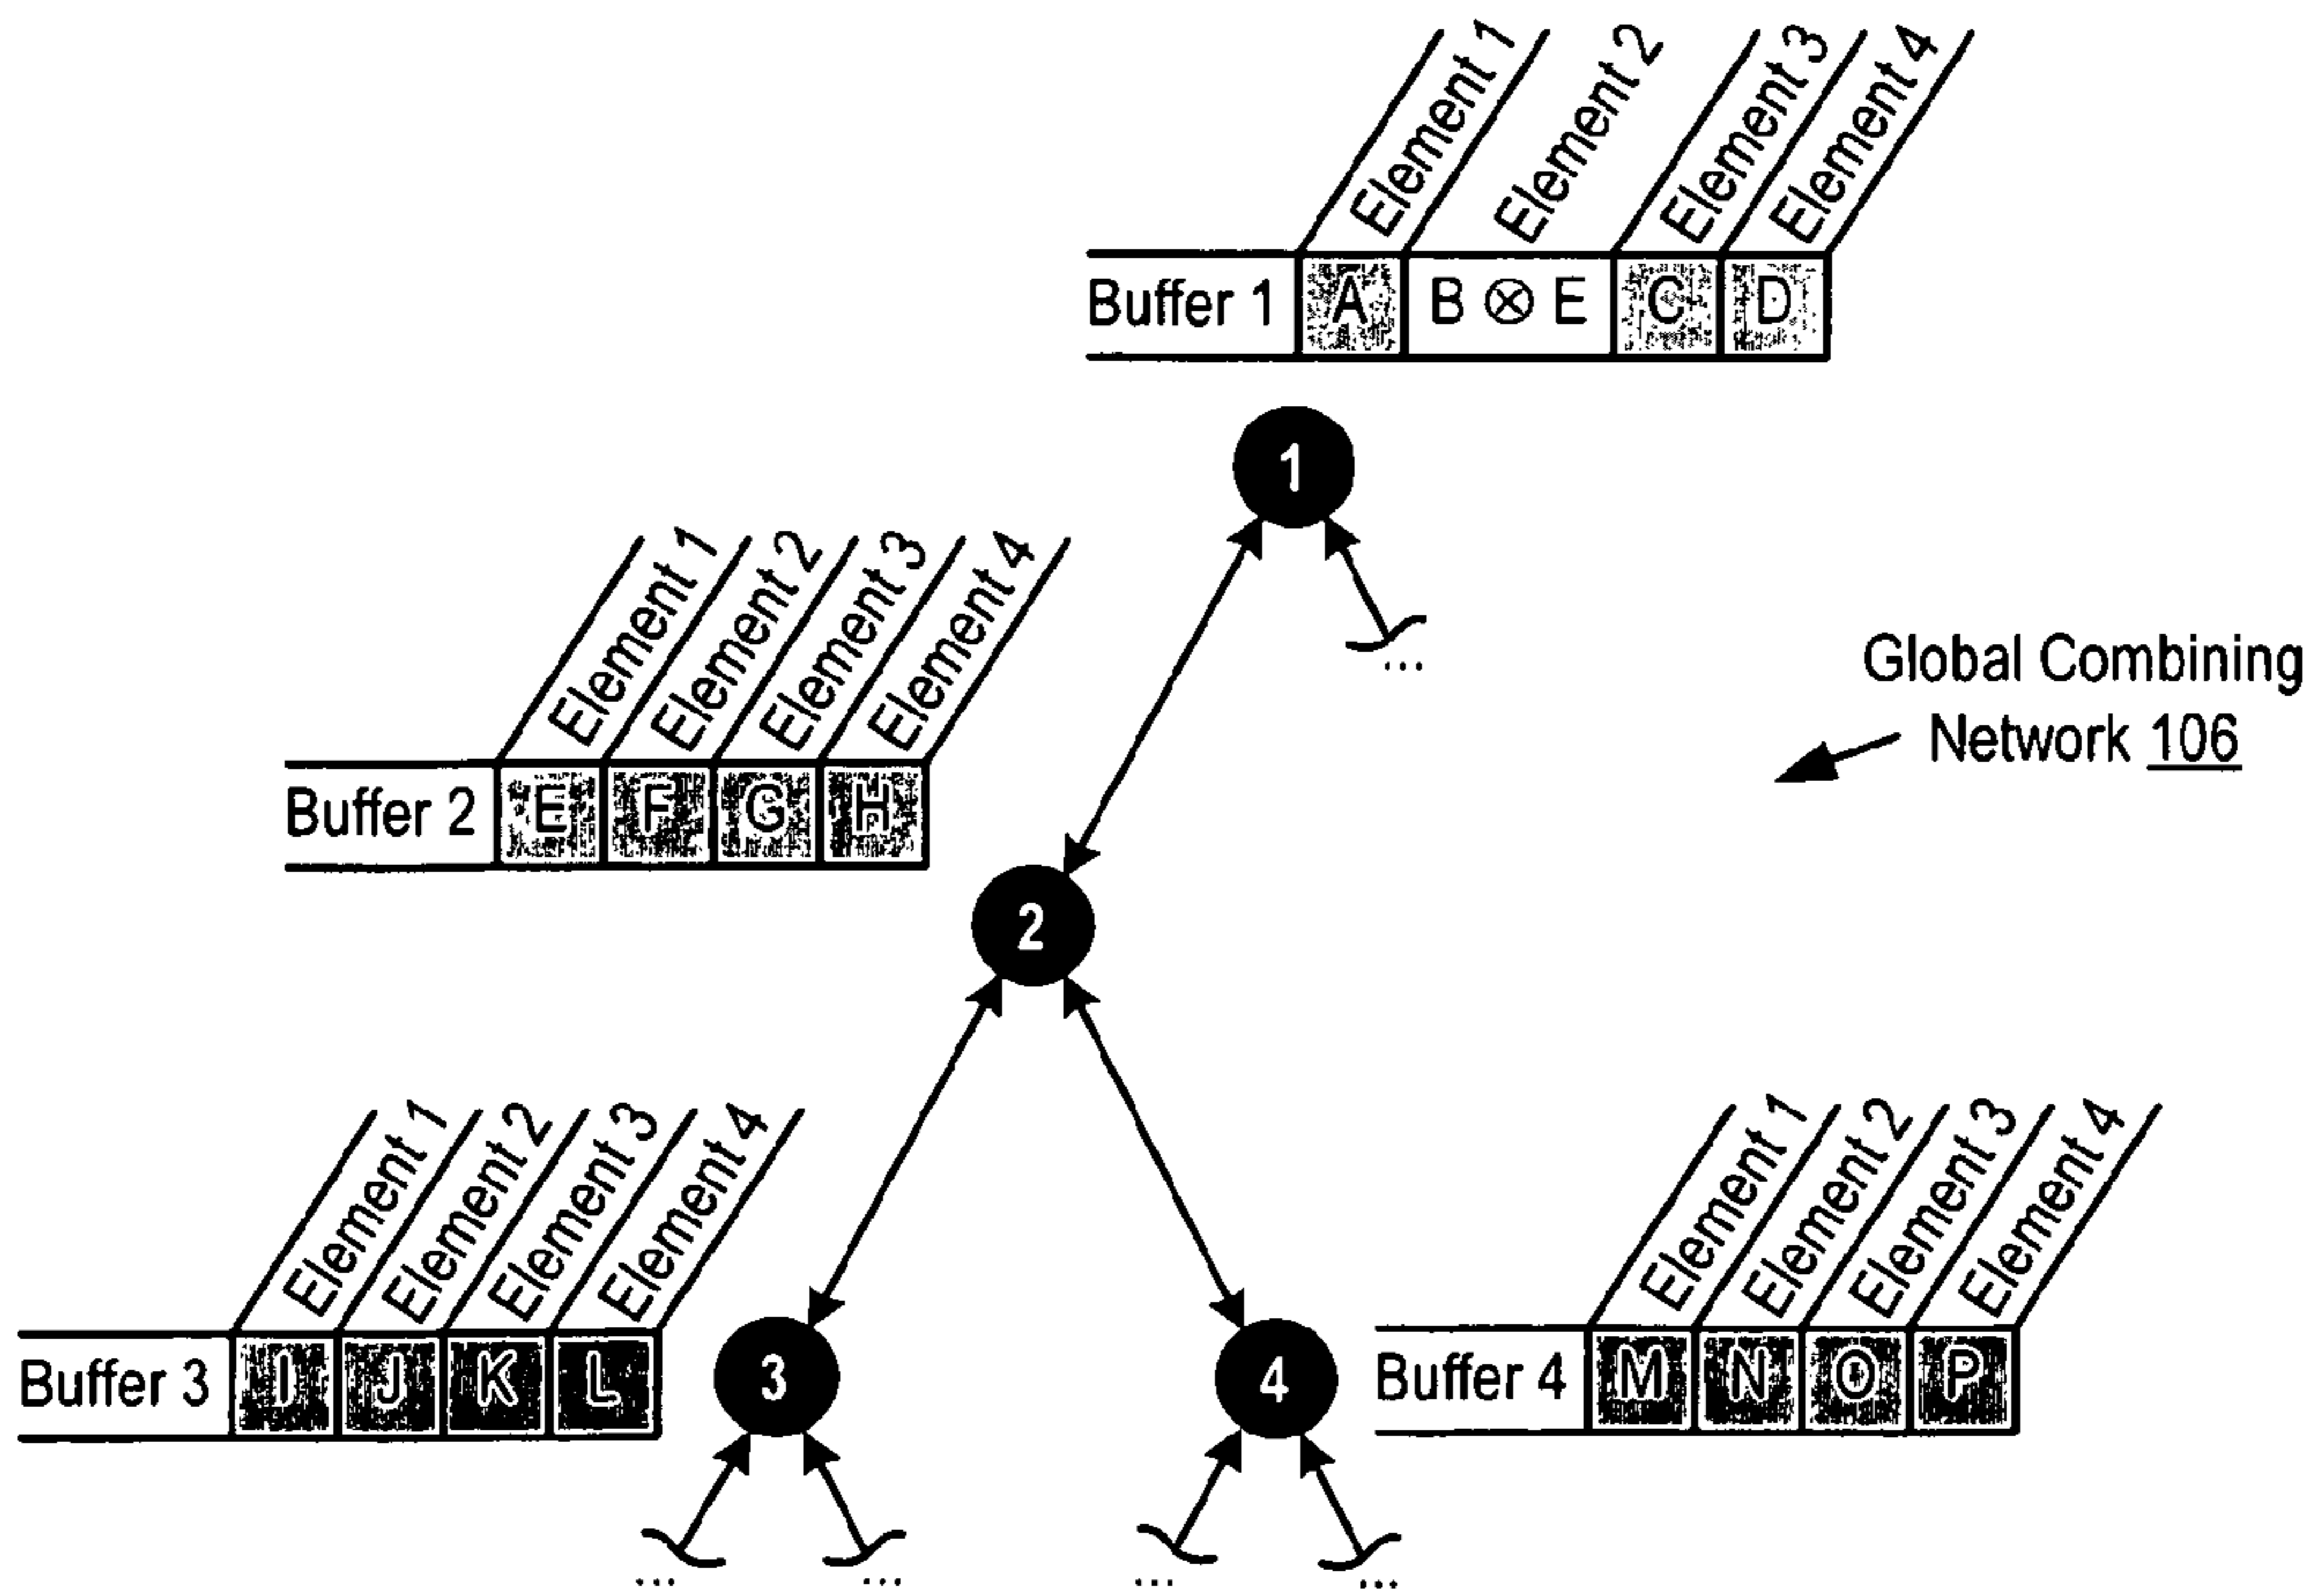 Element 1 Element 2 Element 3 Element 4
Buffer 1 A B ⊗ E C D
1
Element 1 Element 2 Element 3 Element 4
Global Combining
Network 106
Buffer 2 E F G H
2
Element 1 Element 2 Element 3 Element 4
Buffer 3 I J K L
3
4
Element 1 Element 2 Element 3 Element 4
Buffer 4 M N O P
...
...
...
...
...